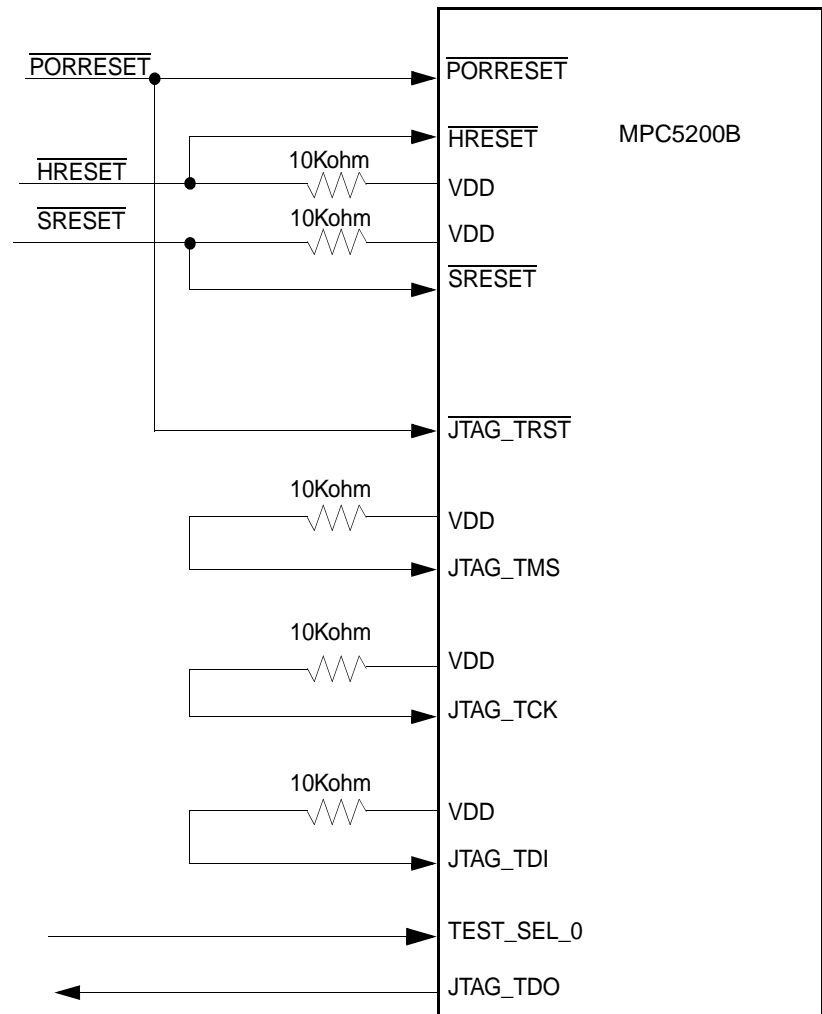 PORRESET
PORRESET
HRESET
MPC5200B
10Kohm
HRESET
VDD
10Kohm
SRESET
VDD
SRESET
JTAG_TRST
10Kohm
VDD
JTAG_TMS
10Kohm
VDD
JTAG_TCK
10Kohm
VDD
JTAG_TDI
TEST_SEL_0
JTAG_TDO